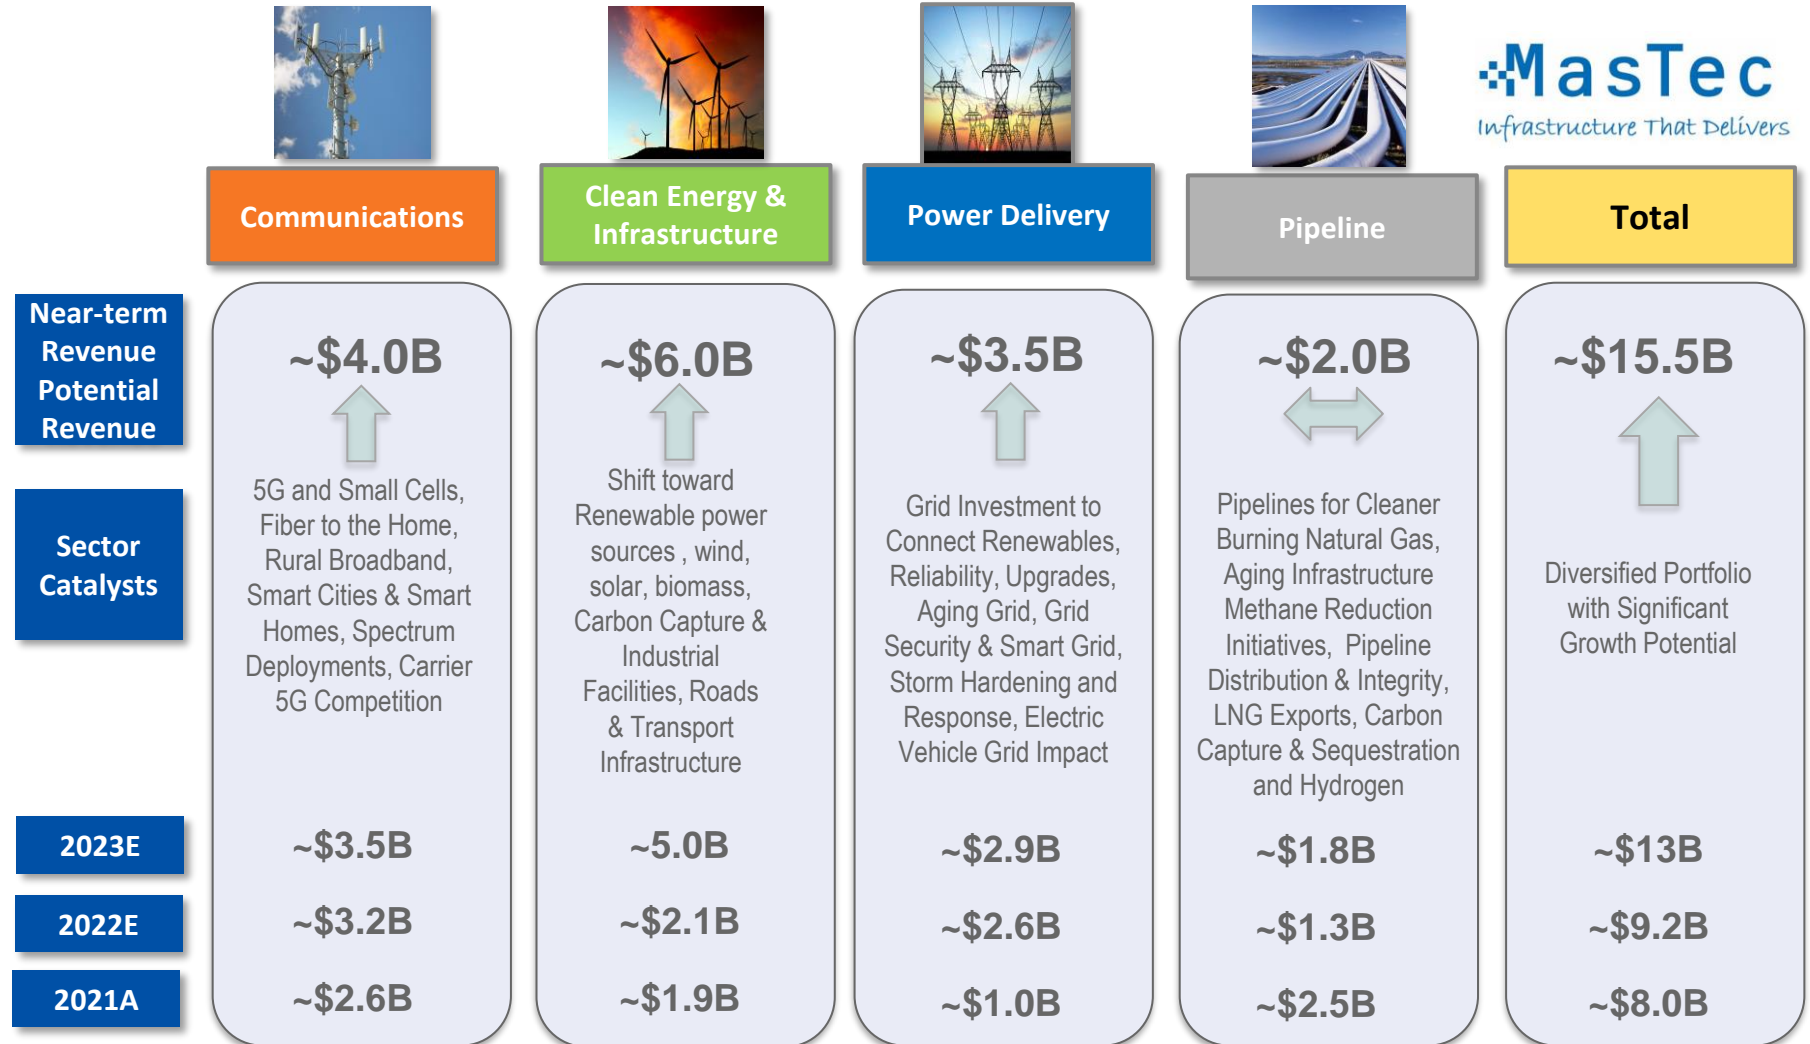 MasTec
Infrastructure That Delivers
Communications
Clean Energy &
Infrastructure
Power Delivery
Pipeline
Total
Near-term
Revenue
Potential
Revenue
~$4.0B
~$6.0B
~$3.5B
~$2.0B
~$15.5B
Sector
Catalysts
5G and Small Cells,
Fiber to the Home,
Rural Broadband,
Smart Cities & Smart
Homes, Spectrum
Deployments, Carrier
5G Competition
Shift toward
Renewable power
sources , wind,
solar, biomass,
Carbon Capture &
Industrial
Facilities, Roads
& Transport
Infrastructure
Grid Investment to
Connect Renewables,
Reliability, Upgrades,
Aging Grid, Grid
Security & Smart Grid,
Storm Hardening and
Response, Electric
Vehicle Grid Impact
Pipelines for Cleaner
Burning Natural Gas,
Aging Infrastructure
Methane Reduction
Initiatives, Pipeline
Distribution & Integrity,
LNG Exports, Carbon
Capture & Sequestration
and Hydrogen
Diversified Portfolio
with Significant
Growth Potential
2023E
~$3.5B
~5.0B
~$2.9B
~$1.8B
~$13B
2022E
~$3.2B
~$2.1B
~$2.6B
~$1.3B
~$9.2B
2021A
~$2.6B
~$1.9B
~$1.0B
~$2.5B
~$8.0B